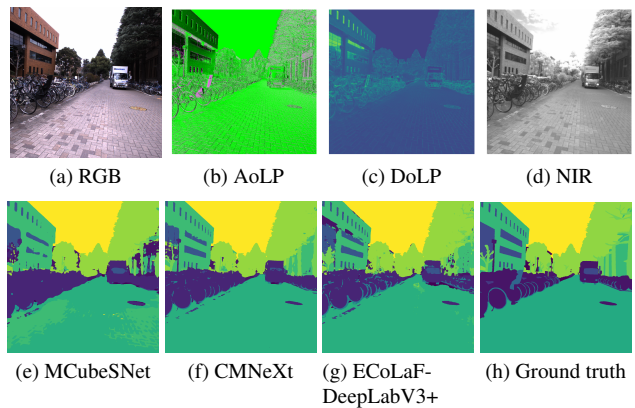 (a) RGB
(b) AoLP
(c) DoLP
(d) NIR
(e) MCubeSNet
(f) CMNeXt
(g) ECoLaF-
DeepLabV3+
(h) Ground truth